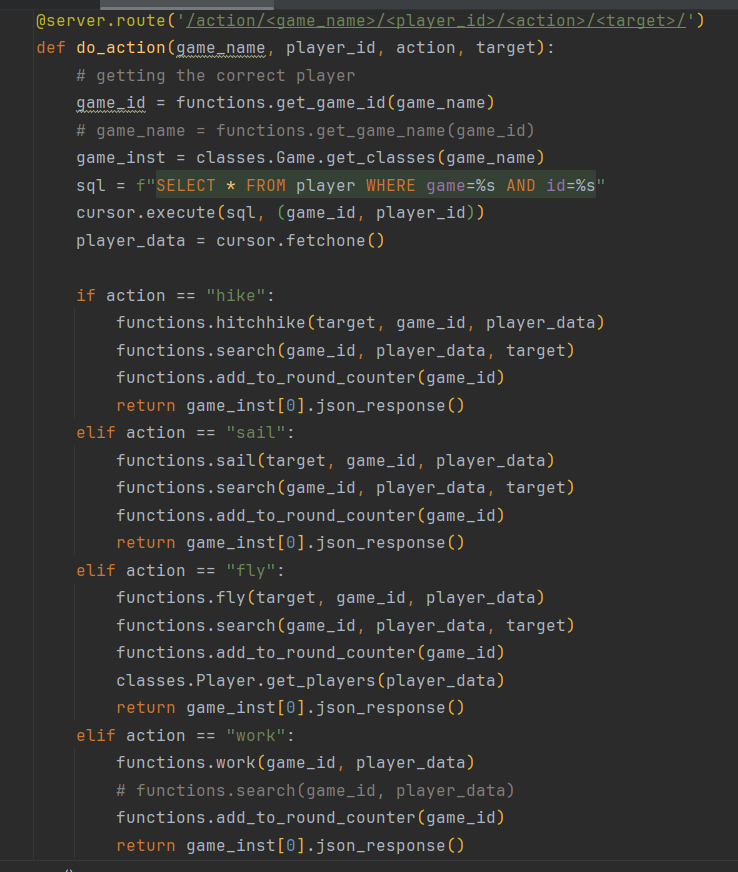 @server.route('/action/<game_name>/<player_id>/<action>/<target>/')
def do_action(game_name, player_id, action, target):
    # getting the correct player
    game_id = functions.get_game_id(game_name)
    # game_name = functions.get_game_name(game_id)
    game_inst = classes.Game.get_classes(game_name)
    sql = f"SELECT * FROM player WHERE game=%s AND id=%s"
    cursor.execute(sql, (game_id, player_id))
    player_data = cursor.fetchone()

    if action == "hike":
        functions.hitchhike(target, game_id, player_data)
        functions.search(game_id, player_data, target)
        functions.add_to_round_counter(game_id)
        return game_inst[0].json_response()
    elif action == "sail":
        functions.sail(target, game_id, player_data)
        functions.search(game_id, player_data, target)
        functions.add_to_round_counter(game_id)
        return game_inst[0].json_response()
    elif action == "fly":
        functions.fly(target, game_id, player_data)
        functions.search(game_id, player_data, target)
        functions.add_to_round_counter(game_id)
        classes.Player.get_players(player_data)
        return game_inst[0].json_response()
    elif action == "work":
        functions.work(game_id, player_data)
        # functions.search(game_id, player_data)
        functions.add_to_round_counter(game_id)
        return game_inst[0].json_response()